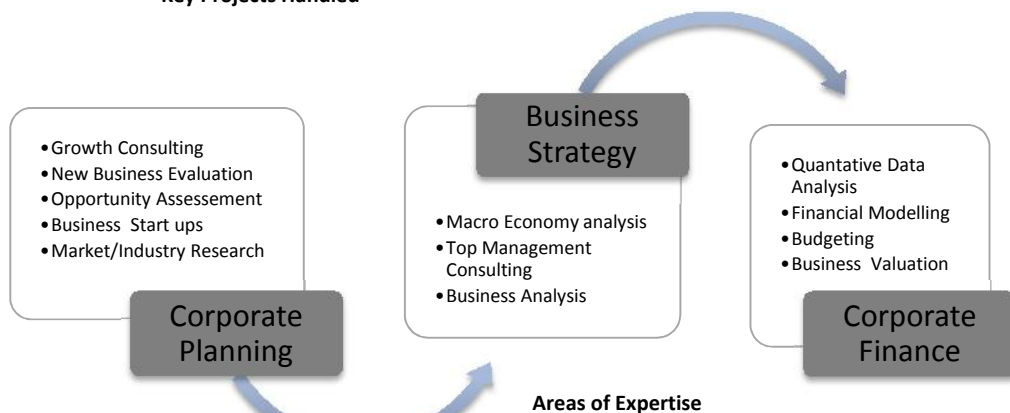 Key Projects Handled
•Growth Consulting
•New Business Evaluation
•Opportunity Assessement
•Business Start ups
•Market/Industry Research
Corporate
Planning
Business
Strategy
•Macro Economy analysis
•Top Management
Consulting
•Business Analysis
•Quantative Data
Analysis
•Financial Modelling
•Budgeting
•Business Valuation
Corporate
Finance
Areas of Expertise